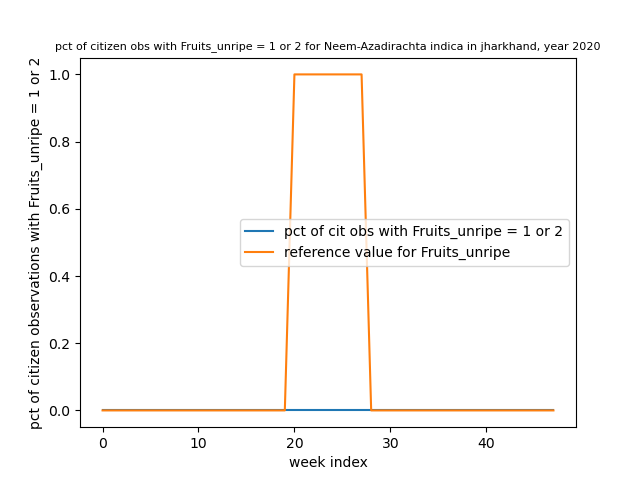 pct of citizen obs with Fruits_unripe = 1 or 2 for Neem-Azadirachta indica in jharkhand, year 2020
pct of citizen observations with Fruits_unripe = 1 or 2
1.0
0.8
0.6
0.4
0.2
0.0
pct of cit obs with Fruits_unripe = 1 or 2
reference value for Fruits_unripe
0
10
20
30
40
week index